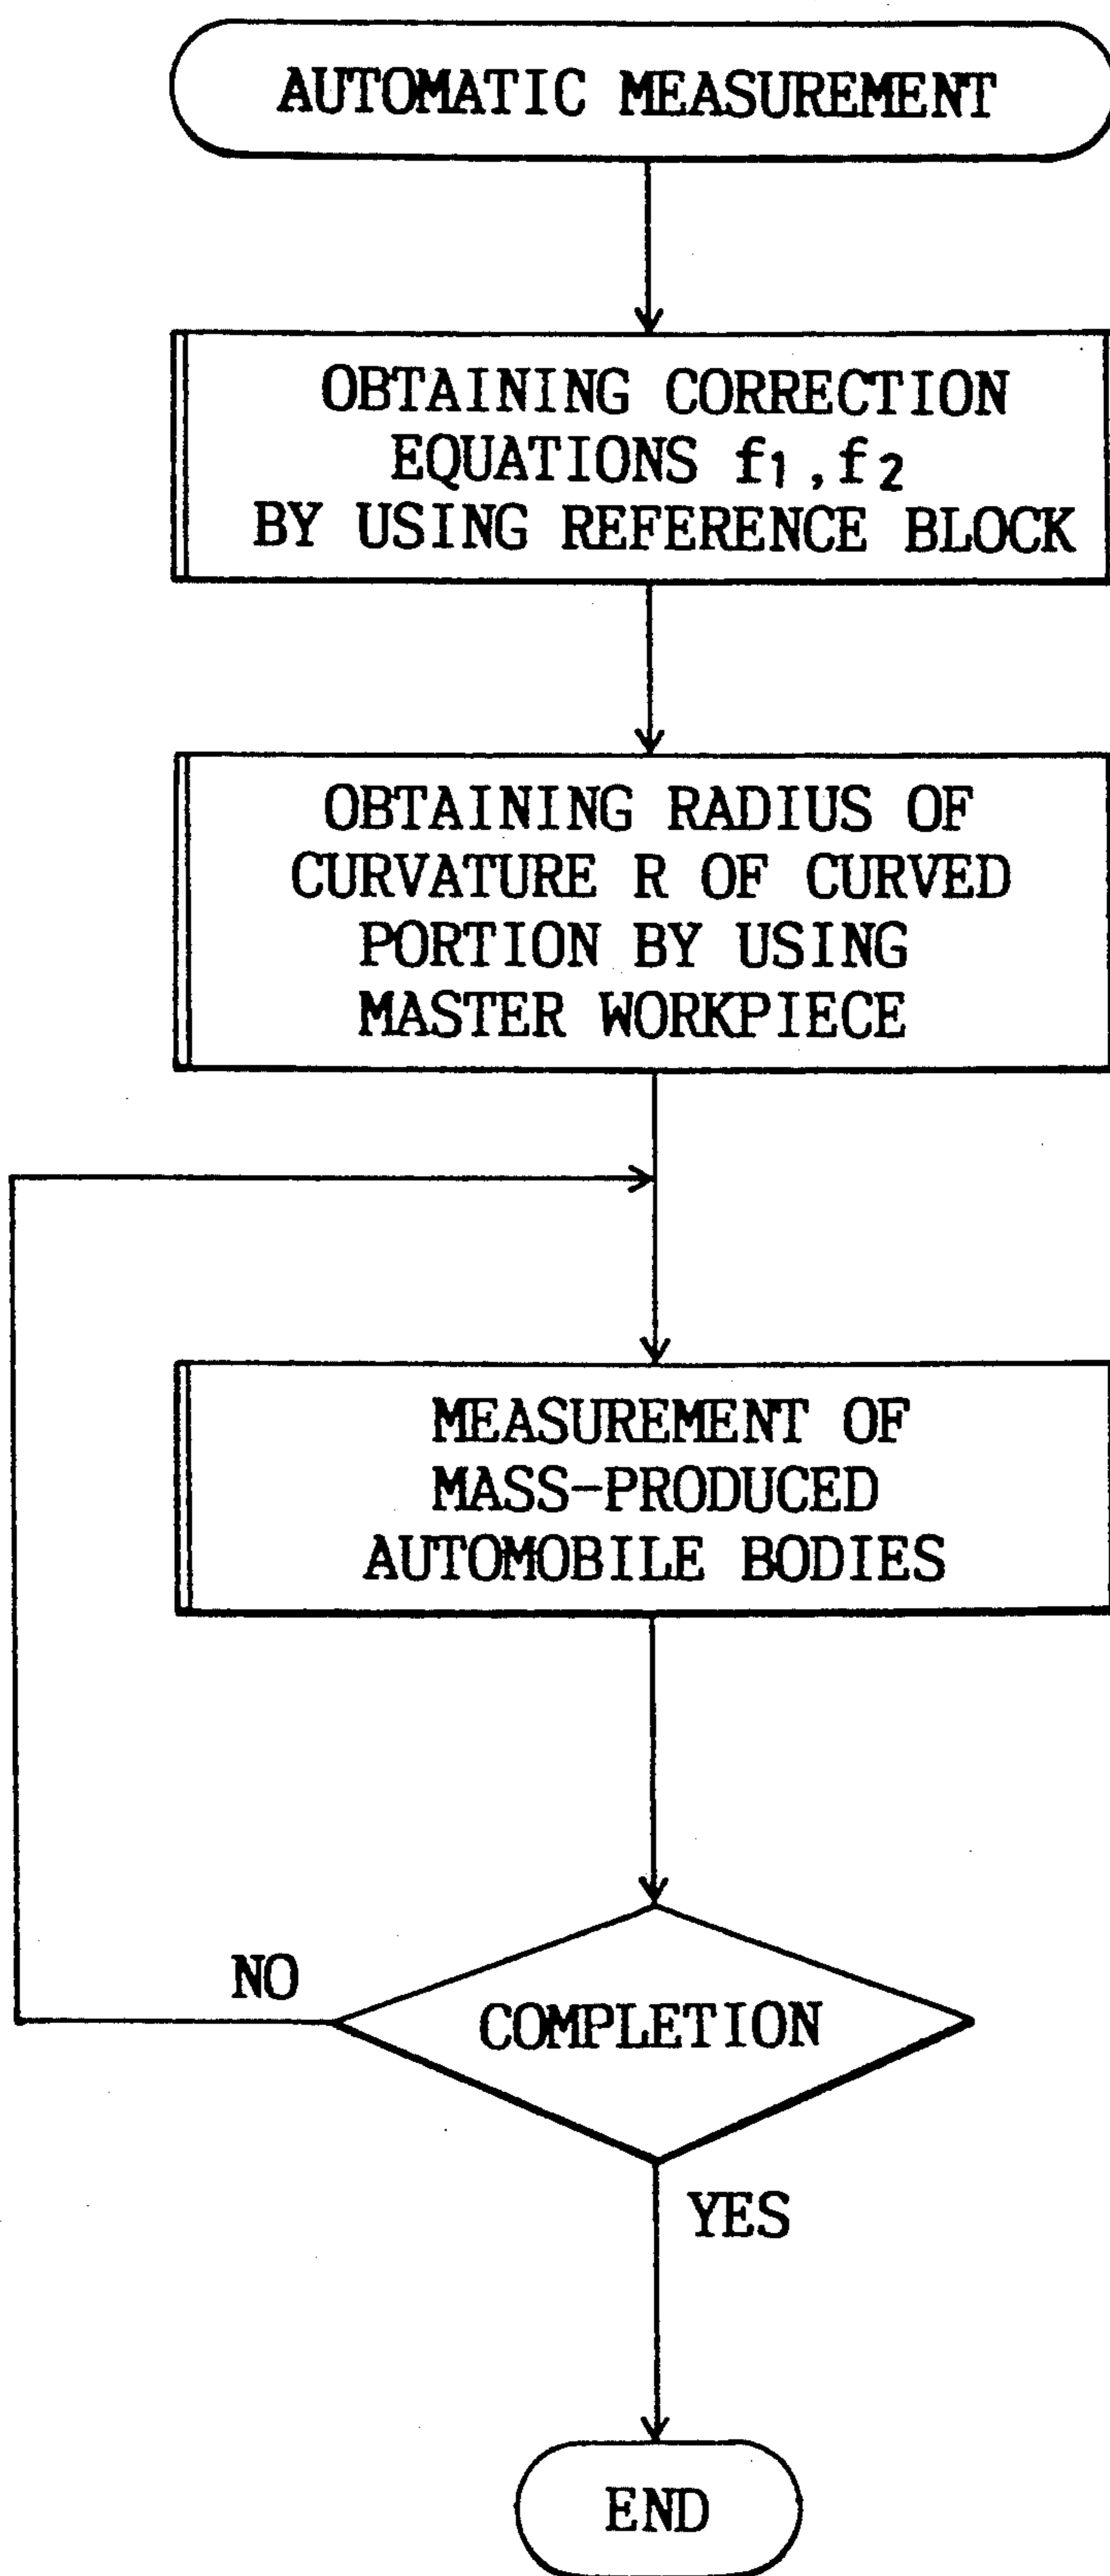 AUTOMATIC MEASUREMENT
OBTAINING CORRECTION
EQUATIONS f1, f2
BY USING REFERENCE BLOCK
OBTAINING RADIUS OF
CURVATURE R OF CURVED
PORTION BY USING
MASTER WORKPIECE
MEASUREMENT OF
MASS-PRODUCED
AUTOMOBILE BODIES
NO
COMPLETION
YES
END